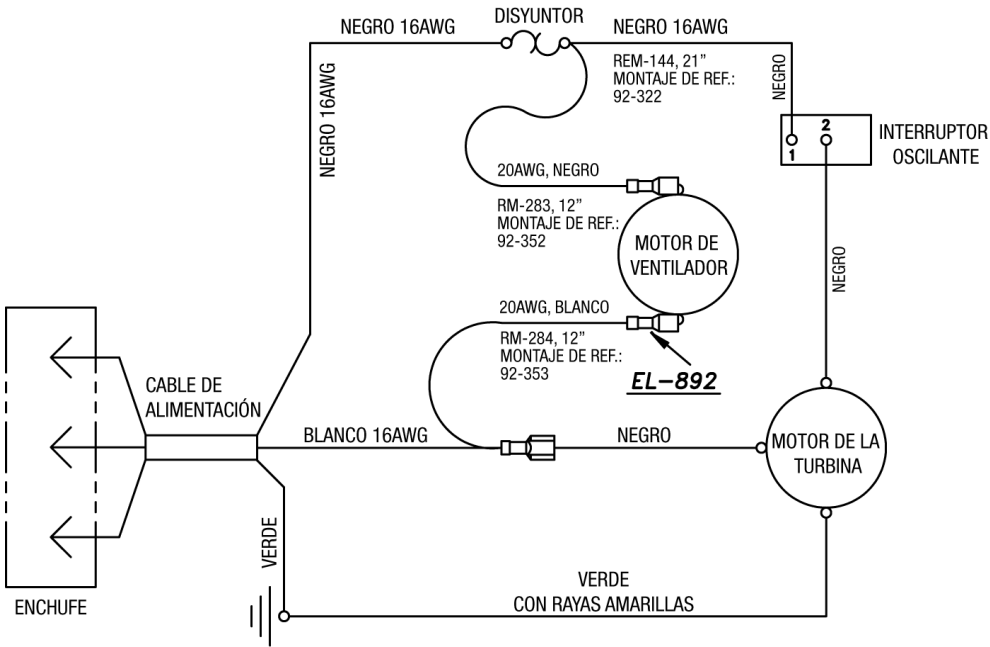 DISYUNTOR
NEGRO 16AWG
NEGRO 16AWG
NEGRO 16AWG
REM-144, 21”
MONTAJE DE REF.:
92-322
NEGRO
2
1
INTERRUPTOR
OSCILANTE
20AWG, NEGRO
RM-283, 12”
MONTAJE DE REF.:
92-352
MOTOR DE
VENTILADOR
NEGRO
20AWG, BLANCO
RM-284, 12”
MONTAJE DE REF.:
92-353
EL-892
CABLE DE
ALIMENTACIÓN
BLANCO 16AWG
NEGRO
MOTOR DE LA
TURBINA
VERDE
VERDE
CON RAYAS AMARILLAS
ENCHUFE